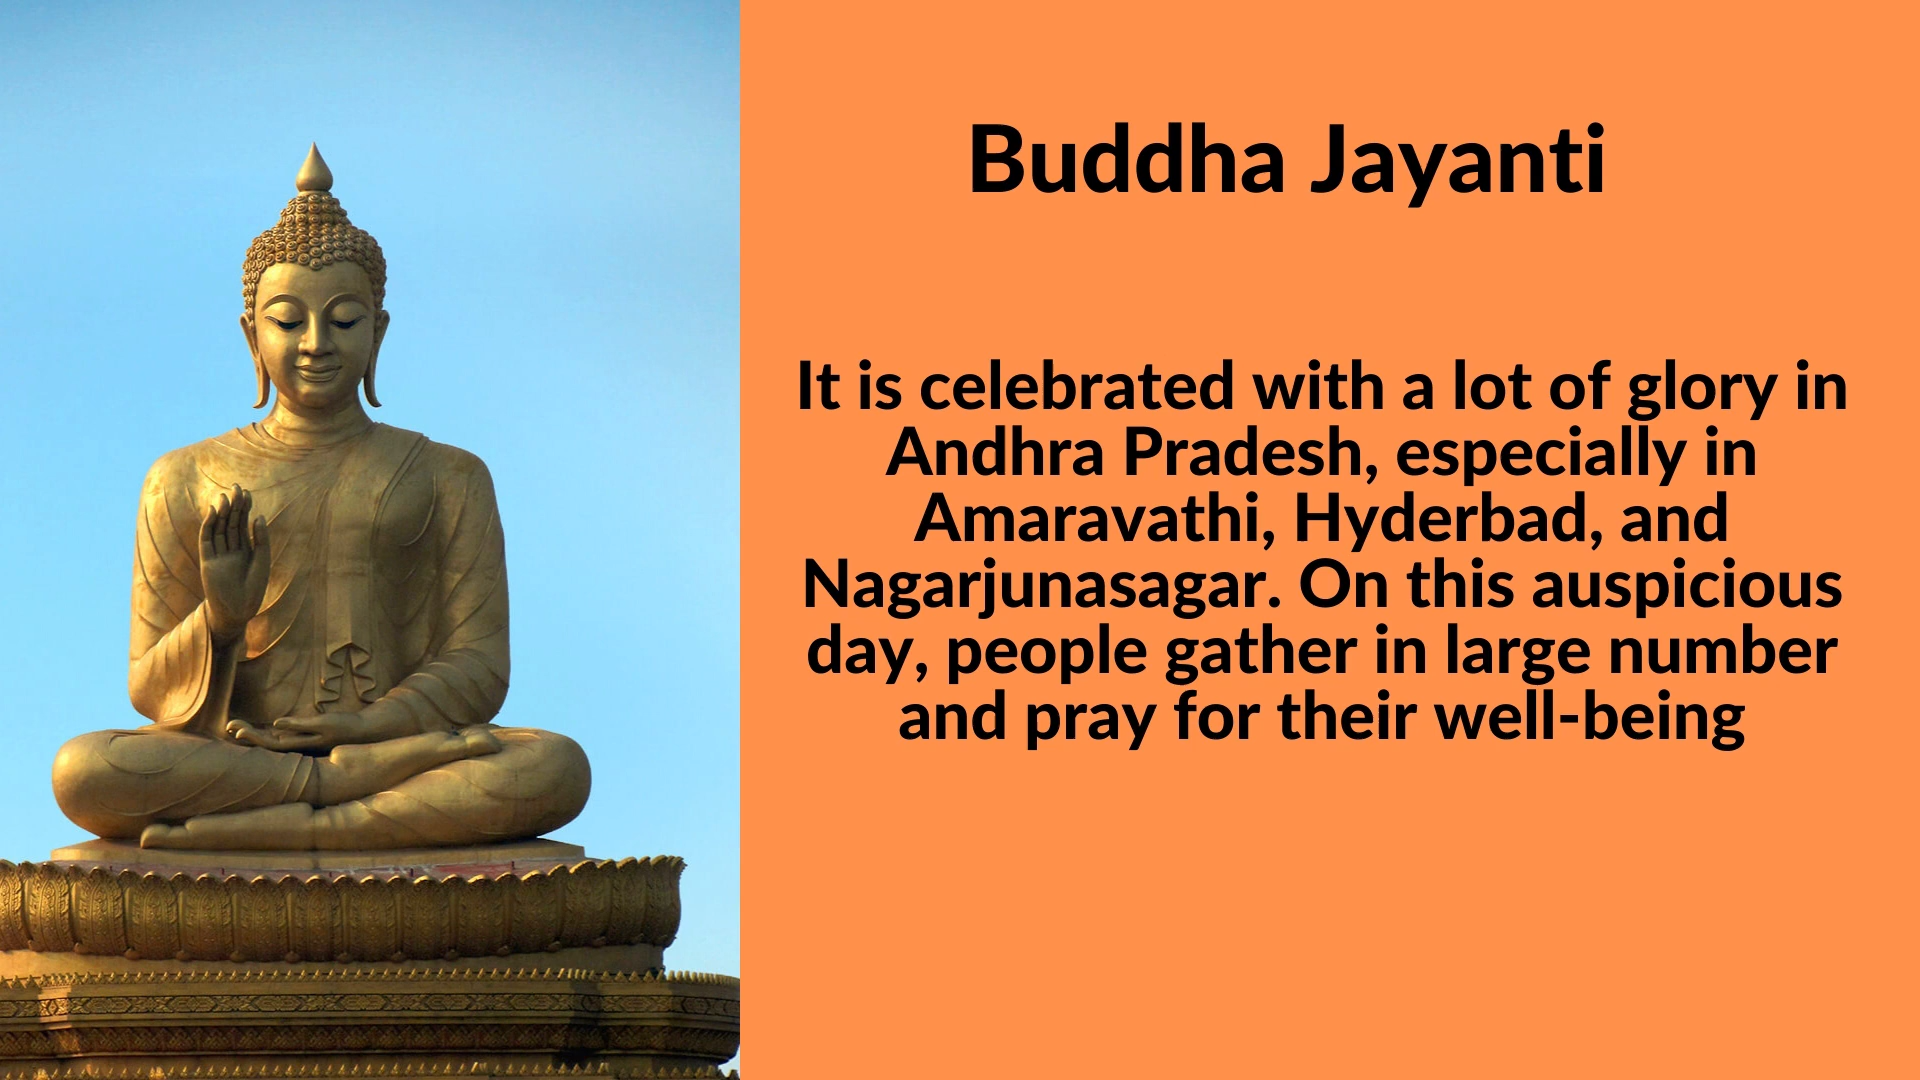 Buddha Jayanti
It is celebrated with a lot of glory in
Andhra Pradesh, especially in
Amaravathi, Hyderbad, and
Nagarjunasagar. On this auspicious
day, people gather in large number
and pray for their well-being